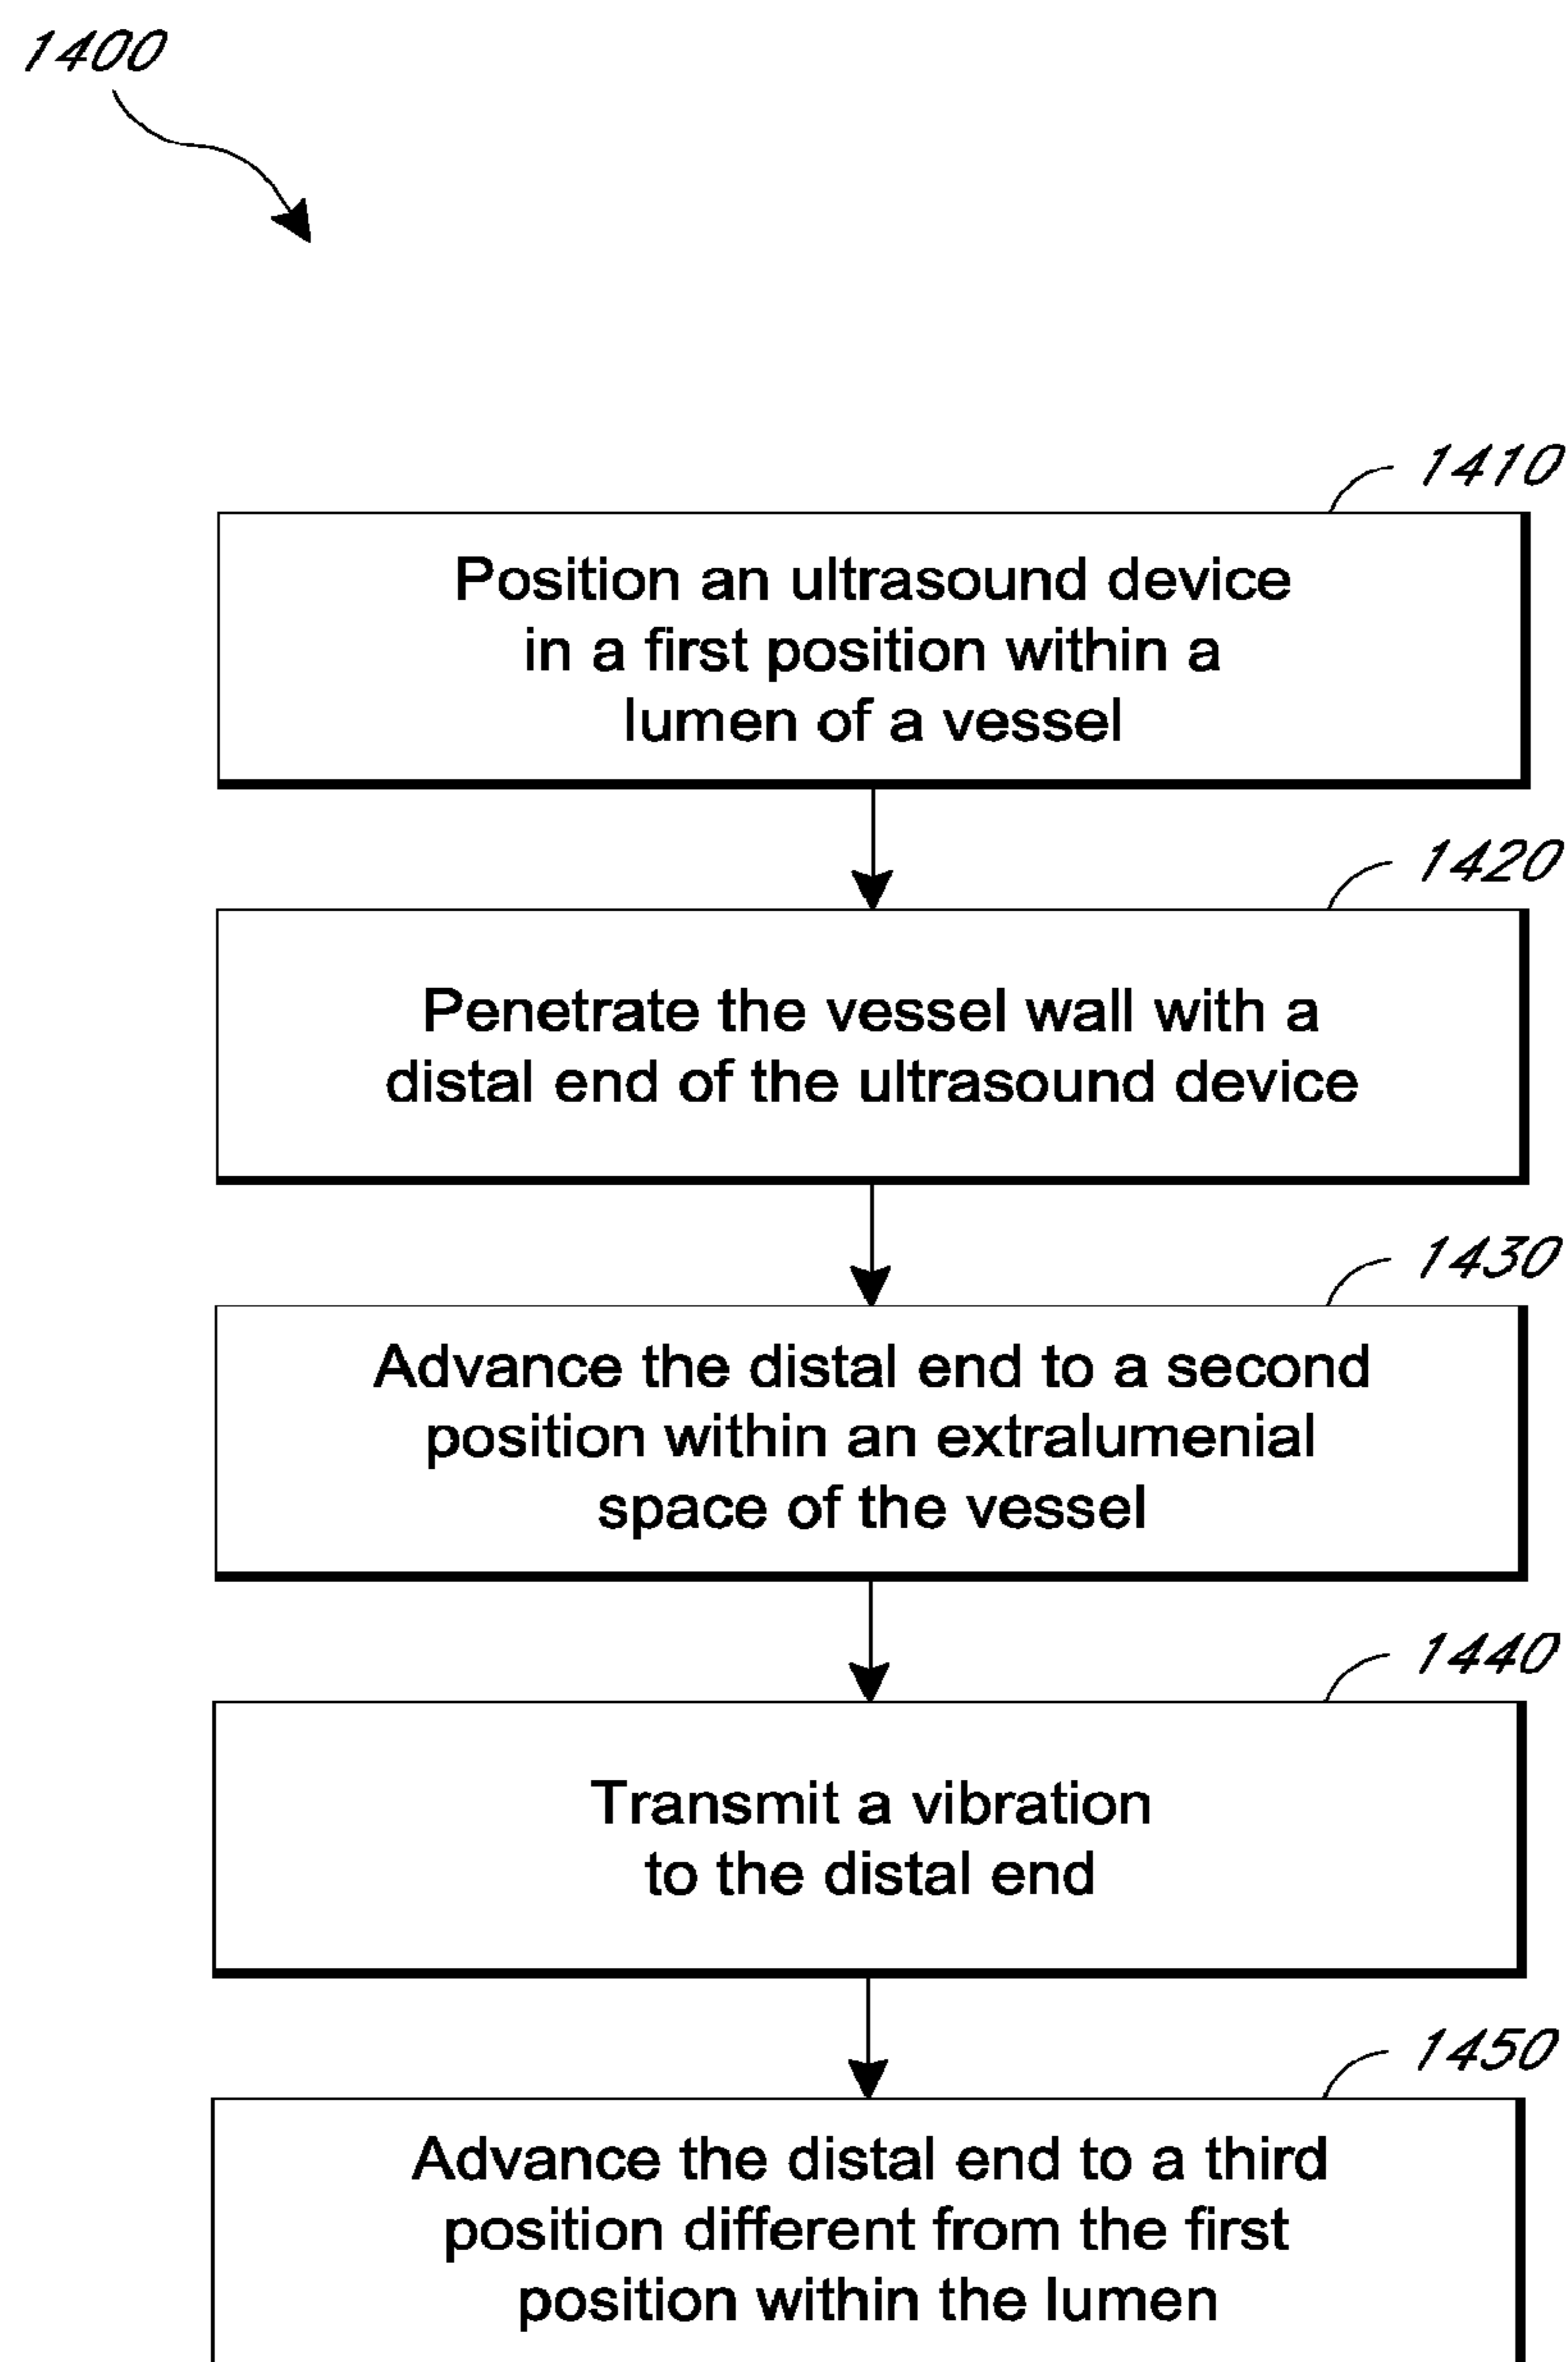 1400
1410
Position an ultrasound device
in a first position within a
lumen of a vessel
1420
Penetrate the vessel wall with a
distal end of the ultrasound device
1430
Advance the distal end to a second
position within an extralumenial
space of the vessel
1440
Transmit a vibration
to the distal end
1450
Advance the distal end to a third
position different from the first
position within the lumen